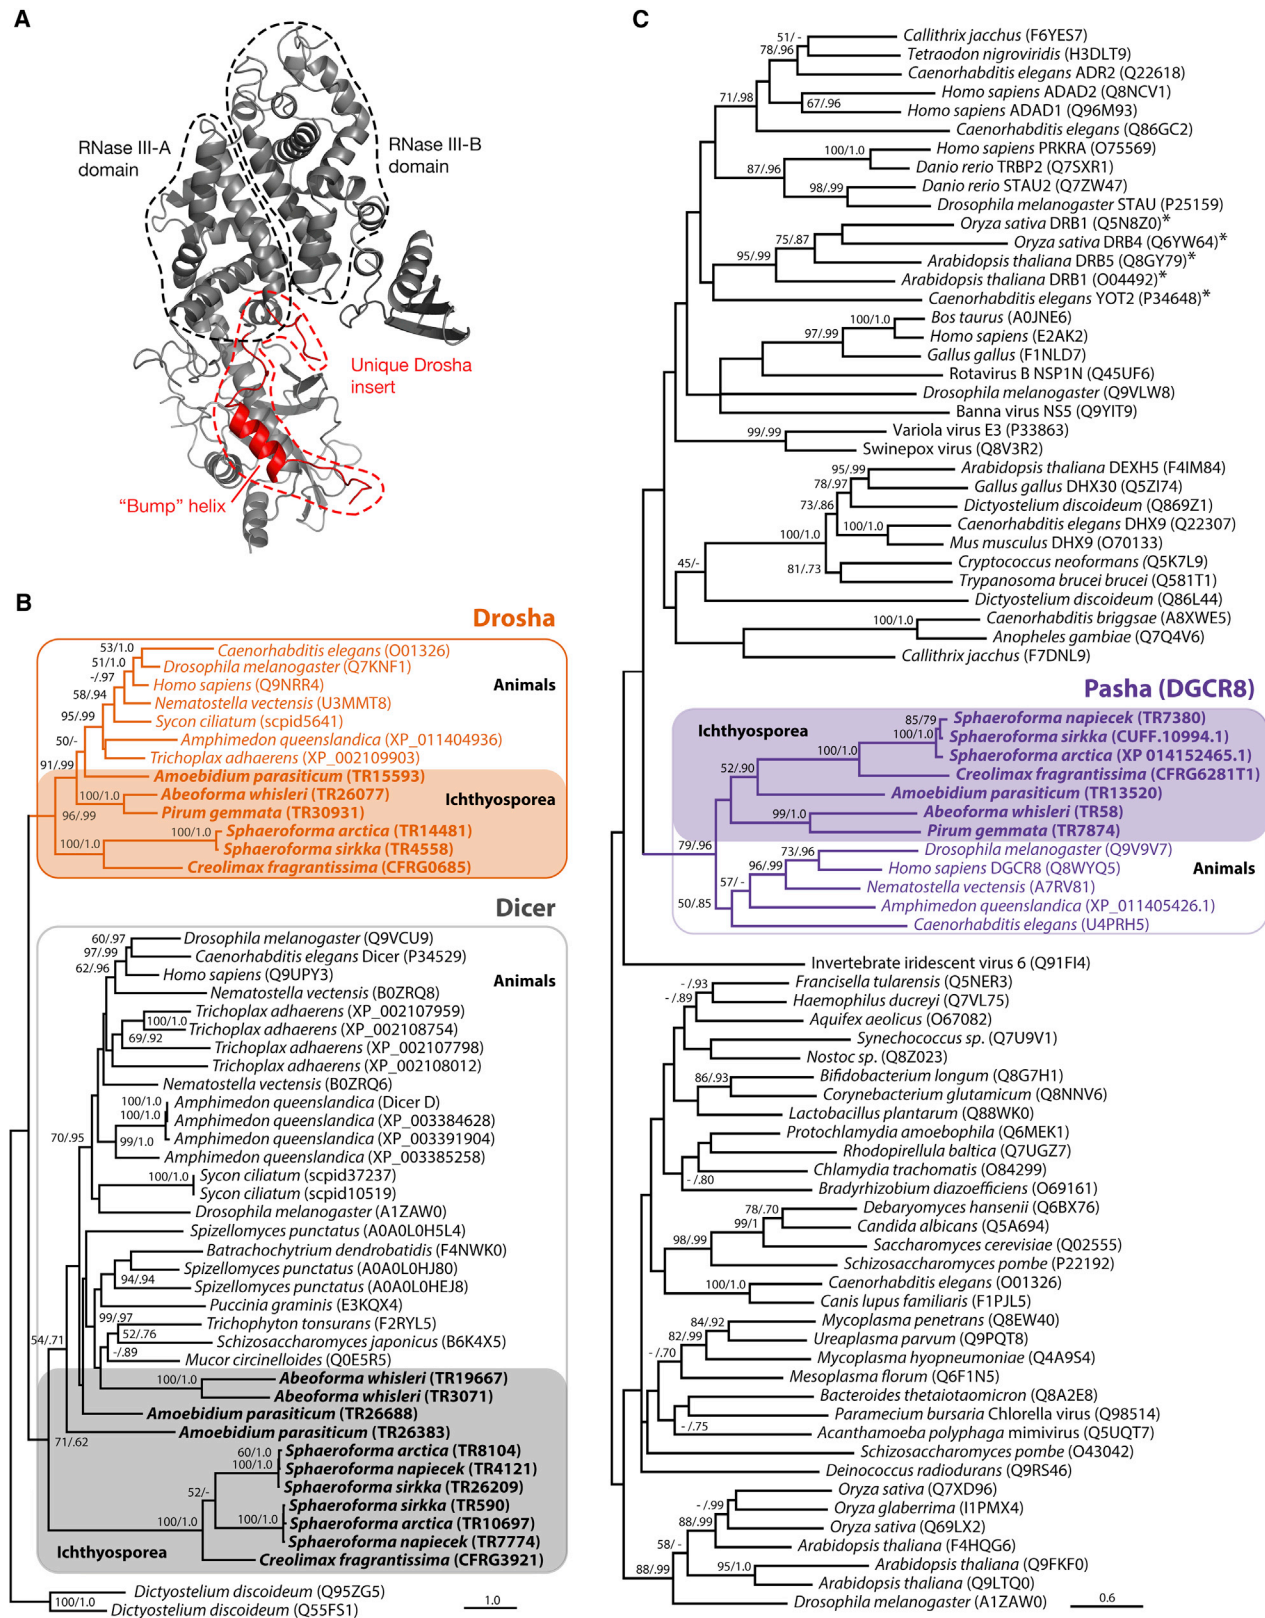 A
RNase III-A
domain
RNase III-B
domain
Unique Drosha
insert
“Bump” helix
B
Drosha
53/1.0
51/1.0
-/.97
58/.94
95/.99
50/-
91/.99
100/1.0
96/.99
100/1.0
100/1.0
Caenorhabditis elegans (O01326)
Drosophila melanogaster (Q7KNF1)
Homo sapiens (Q9NRR4)
Animals
Nematostella vectensis (U3MMT8)
Sycon ciliatum (scpid5641)
Amphimedon queenslandica (XP_011404936)
Trichoplax adhaerens (XP_002109903)
Amoebidium parasiticum (TR15593)
Abeoforma whisleri (TR26077)
Ichthyosporea
Pirum gemmata (TR30931)
Sphaeroforma arctica (TR14481)
Sphaeroforma sirkka (TR4558)
Creolimax fragrantissima (CFRG0685)
Dicer
60/.97
97/.99
62/.96
100/1.0
69/.92
100/1.0
100/1.0
99/1.0
70/.95
100/1.0
94/.94
99/.97
52/.76
-/.89
54/.71
100/1.0
71/.62
60/1.0
100/1.0
52/-
100/1.0
100/1.0
Drosophila melanogaster (Q9VCU9)
Caenorhabditis elegans Dicer (P34529)
Homo sapiens (Q9UPY3)
Animals
Nematostella vectensis (B0ZRQ8)
Trichoplax adhaerens (XP_002107959)
Trichoplax adhaerens (XP_002108754)
Trichoplax adhaerens (XP_002107798)
Trichoplax adhaerens (XP_002108012)
Nematostella vectensis (B0ZRQ6)
Amphimedon queenslandica (Dicer D)
Amphimedon queenslandica (XP_003384628)
Amphimedon queenslandica (XP_003391904)
Amphimedon queenslandica (XP_003385258)
Sycon ciliatum (scpid37237)
Sycon ciliatum (scpid10519)
Drosophila melanogaster (A1ZAW0)
Spizellomyces punctatus (A0A0L0H5L4)
Batrachochytrium dendrobatidis (F4NWK0)
Spizellomyces punctatus (A0A0L0HJ80)
Spizellomyces punctatus (A0A0L0HEJ8)
Puccinia graminis (E3KQX4)
Trichophyton tonsurans (F2RYL5)
Schizosaccharomyces japonicus (B6K4X5)
Mucor circinelloides (Q0E5R5)
Abeoforma whisleri (TR19667)
Abeoforma whisleri (TR3071)
Amoebidium parasiticum (TR26688)
Amoebidium parasiticum (TR26383)
Sphaeroforma arctica (TR8104)
Sphaeroforma napiecek (TR4121)
Sphaeroforma sirkka (TR26209)
Sphaeroforma sirkka (TR590)
Sphaeroforma arctica (TR10697)
Sphaeroforma napiecek (TR7774)
Ichthyosporea
Creolimax fragrantissima (CFRG3921)
Dictyostelium discoideum (Q95ZG5)
100/1.0
Dictyostelium discoideum (Q55FS1)
1.0
C
51/ -
78/.96
71/.98
67/.96
100/1.0
87/.96
98/.99
75/.87
95/.99
100/1.0
97/.99
99/.99
95/.99
78/.97
73/.86
100/1.0
100/1.0
81/.73
45/-
100/1.0
Callithrix jacchus (F6YES7)
Tetraodon nigroviridis (H3DLT9)
Caenorhabditis elegans ADR2 (Q22618)
Homo sapiens ADAD2 (Q8NCV1)
Homo sapiens ADAD1 (Q96M93)
Caenorhabditis elegans (Q86GC2)
Homo sapiens PRKRA (O75569)
Danio rerio TRBP2 (Q7SXR1)
Danio rerio STAU2 (Q7ZW47)
Drosophila melanogaster STAU (P25159)
Oryza sativa DRB1 (Q5N8Z0)*
Oryza sativa DRB4 (Q6YW64)*
Arabidopsis thaliana DRB5 (Q8GY79)*
Arabidopsis thaliana DRB1 (O04492)*
Caenorhabditis elegans YOT2 (P34648)*
Bos taurus (A0JNE6)
Homo sapiens (E2AK2)
Gallus gallus (F1NLD7)
Rotavirus B NSP1N (Q45UF6)
Drosophila melanogaster (Q9VLW8)
Banna virus NS5 (Q9YIT9)
Variola virus E3 (P33863)
Swinepox virus (Q8V3R2)
Arabidopsis thaliana DEXH5 (F4IM84)
Gallus gallus DHX30 (Q5ZI74)
Dictyostelium discoideum (Q869Z1)
Caenorhabditis elegans DHX9 (Q22307)
Mus musculus DHX9 (O70133)
Cryptococcus neoformans (Q5K7L9)
Trypanosoma brucei brucei (Q581T1)
Dictyostelium discoideum (Q86L44)
Caenorhabditis briggsae (A8XWE5)
Anopheles gambiae (Q7Q4V6)
Callithrix jacchus (F7DNL9)
Pasha (DGCR8)
Ichthyosporea
85/79
100/1.0
100/1.0
52/.90
99/1.0
79/.96
73/.96
96/.99
57/ -
50/.85
Sphaeroforma napiecek (TR7380)
Sphaeroforma sirkka (CUFF.10994.1)
Sphaeroforma arctica (XP 014152465.1)
Creolimax fragrantissima (CFRG6281T1)
Amoebidium parasiticum (TR13520)
Abeoforma whisleri (TR58)
Pirum gemmata (TR7874)
Drosophila melanogaster (Q9V9V7)
Homo sapiens DGCR8 (Q8WYQ5)
Animals
Nematostella vectensis (A7RV81)
Amphimedon queenslandica (XP_011405426.1)
Caenorhabditis elegans (U4PRH5)
Invertebrate iridescent virus 6 (Q91FI4)
- /.93
- /.89
86/.93
- /.80
78/.70
99/1
98/.99
100/1.0
84/.92
82/.99
- /.70
- /.75
- /.99
88/.99
58/ -
95/1.0
88/.99
Francisella tularensis (Q5NER3)
Haemophilus ducreyi (Q7VL75)
Aquifex aeolicus (O67082)
Synechococcus sp. (Q7U9V1)
Nostoc sp. (Q8Z023)
Bifidobacterium longum (Q8G7H1)
Corynebacterium glutamicum (Q8NNV6)
Lactobacillus plantarum (Q88WK0)
Protochlamydia amoebophila (Q6MEK1)
Rhodopirellula baltica (Q7UGZ7)
Chlamydia trachomatis (O84299)
Bradyrhizobium diazoefficiens (O69161)
Debaryomyces hansenii (Q6BX76)
Candida albicans (Q5A694)
Saccharomyces cerevisiae (Q02555)
Schizosaccharomyces pombe (P22192)
Caenorhabditis elegans (O01326)
Canis lupus familiaris (F1PJL5)
Mycoplasma penetrans (Q8EW40)
Ureaplasma parvum (Q9PQT8)
Mycoplasma hyopneumoniae (Q4A9S4)
Mesoplasma florum (Q6F1N5)
Bacteroides thetaiotaomicron (Q8A2E8)
Paramecium bursaria Chlorella virus (Q98514)
Acanthamoeba polyphaga mimivirus (Q5UQT7)
Schizosaccharomyces pombe (O43042)
Deinococcus radiodurans (Q9RS46)
Oryza sativa (Q7XD96)
Oryza glaberrima (I1PMX4)
Oryza sativa (Q69LX2)
Arabidopsis thaliana (F4HQG6)
Arabidopsis thaliana (Q9FKF0)
Arabidopsis thaliana (Q9LTQ0)
Drosophila melanogaster (A1ZAW0)
0.6